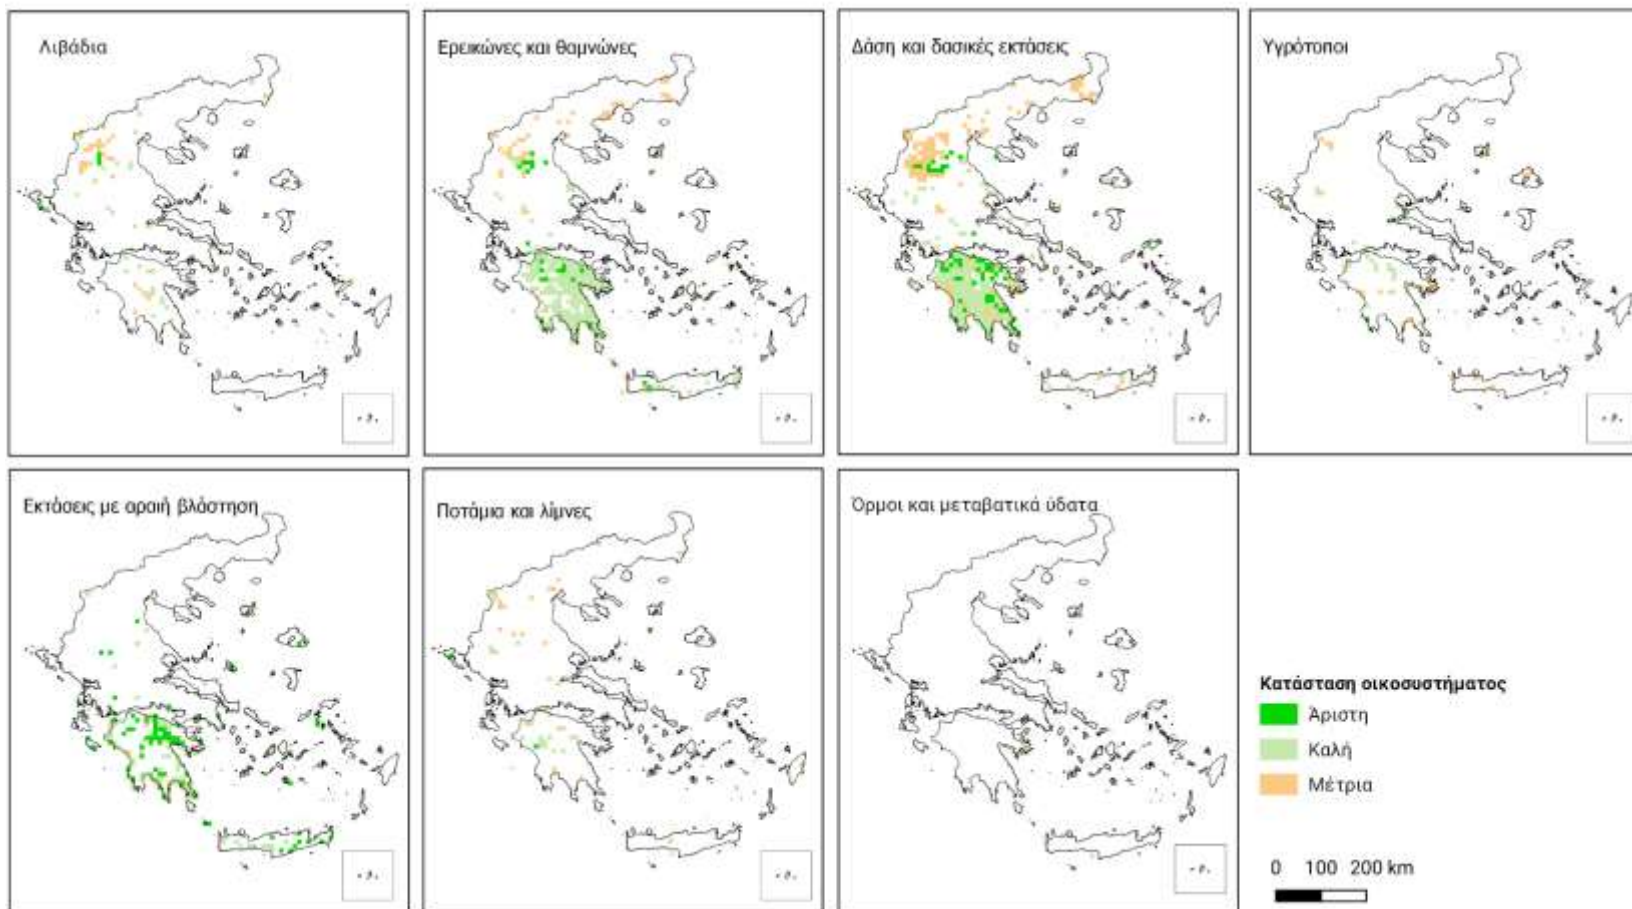 Λιβάδια
Ερεικώνες και θαμνώνες
Δάση και δασικές εκτάσεις
Υγρότοποι
Εκτάσεις με αραιή βλάστηση
Ποτάμια και λίμνες
Όρμοι και μεταβατικά ύδατα
Κατάσταση οικοσυστήματος
Άριστη
Καλή
Μέτρια
0 100 200 km